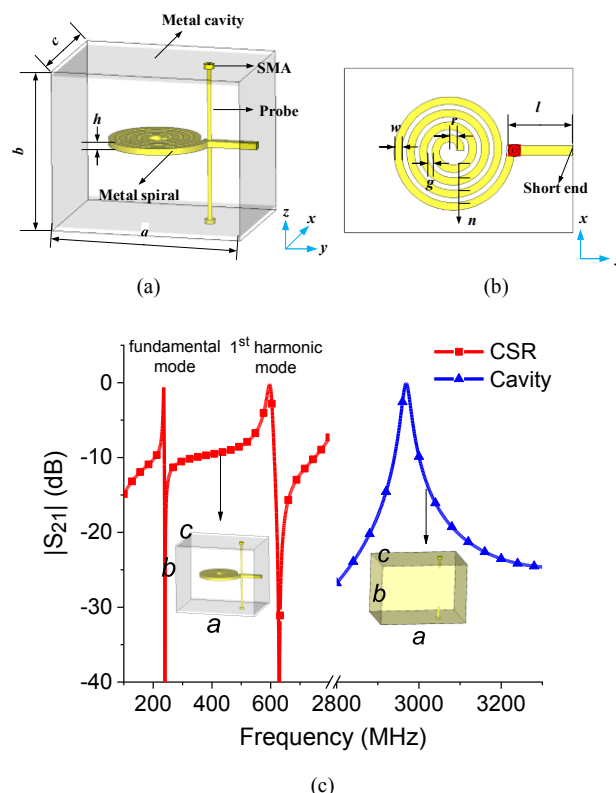 Metal cavity
c
SMA
Probe
h
b
Metal spiral
a
z
x
y
(a)
r
l
w
g
Short end
n
x
(b)
fundamental
mode
1st harmonic
mode
CSR
Cavity
0
-10
-20
-30
-40
|S21| (dB)
c
b
a
c
b
a
200 400 600 2800 3000 3200
Frequency (MHz)
(c)